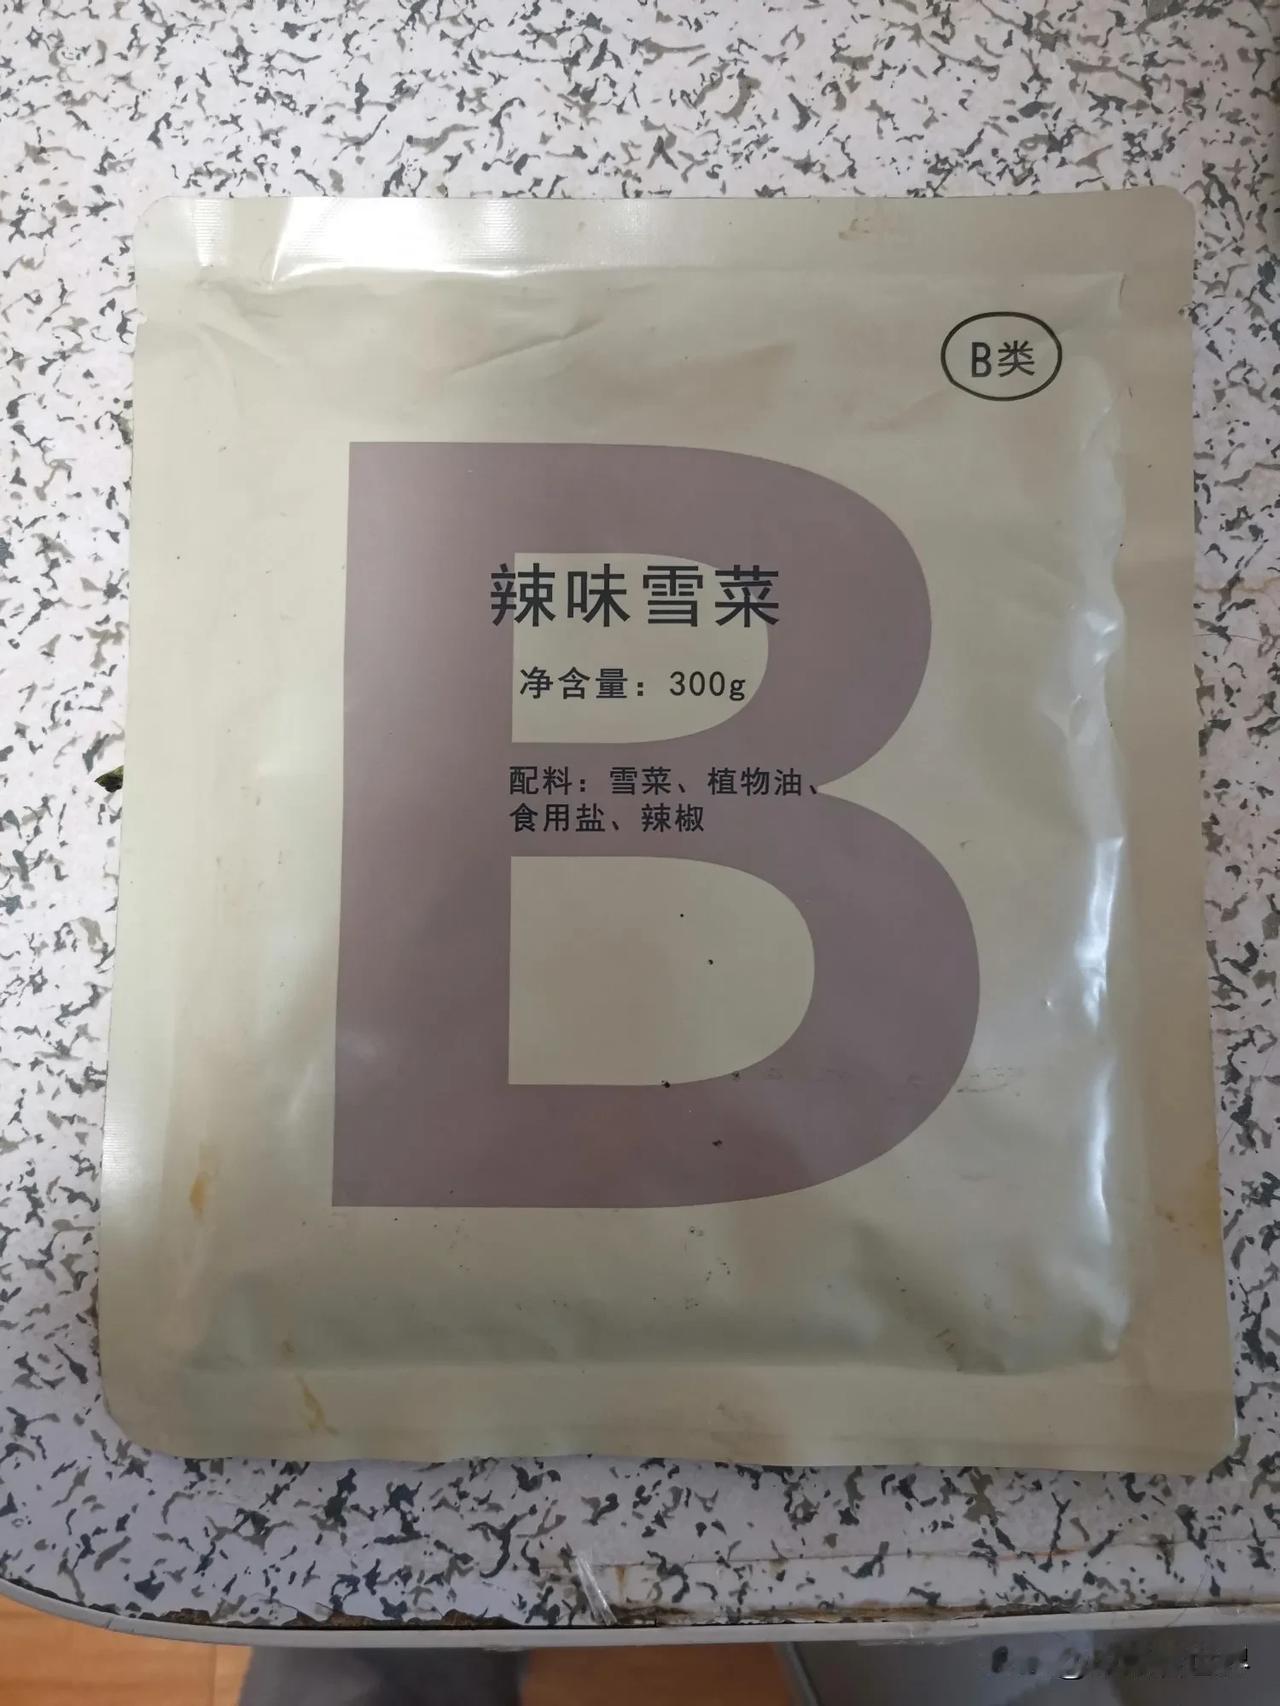 B类
B
辣味雪菜
净含量：300g
配料：雪菜、植物油、
食用盐、辣椒